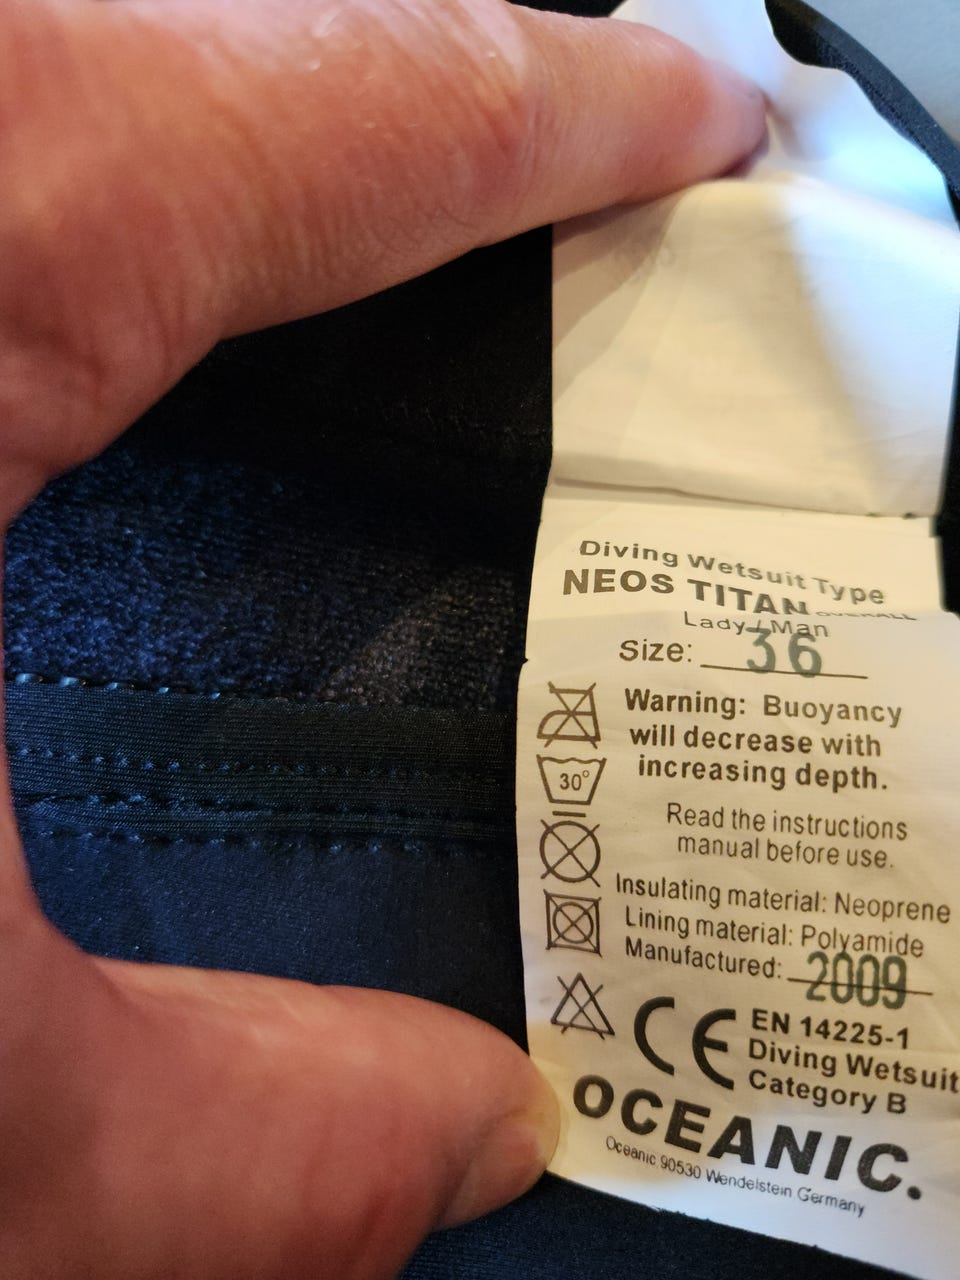 Diving Wetsuit Type
NEOS TITAN OVERALL
Lady / Man
Size: 36
Warning: Buoyancy
will decrease with
increasing depth.
30°
Read the instructions
manual before use.
Insulating material: Neoprene
Lining material: Polyamide
Manufactured: 2009
CE EN 14225-1
Diving Wetsuit
Category B
OCEANIC.
Oceanic 90530 Wendelstein Germany